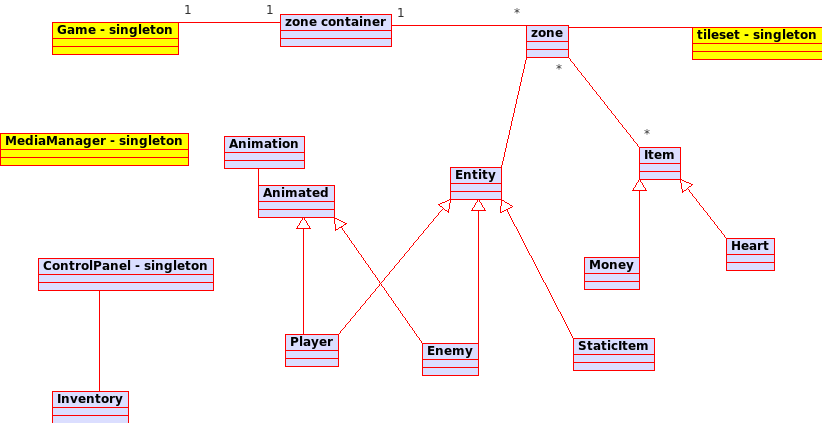 1
1
Game - singleton
zone container
1
*
zone
tileset - singleton
*
*
MediaManager - singleton
Animation
Item
Animated
Entity
ControlPanel - singleton
Money
Heart
Player
Enemy
StaticItem
Inventory